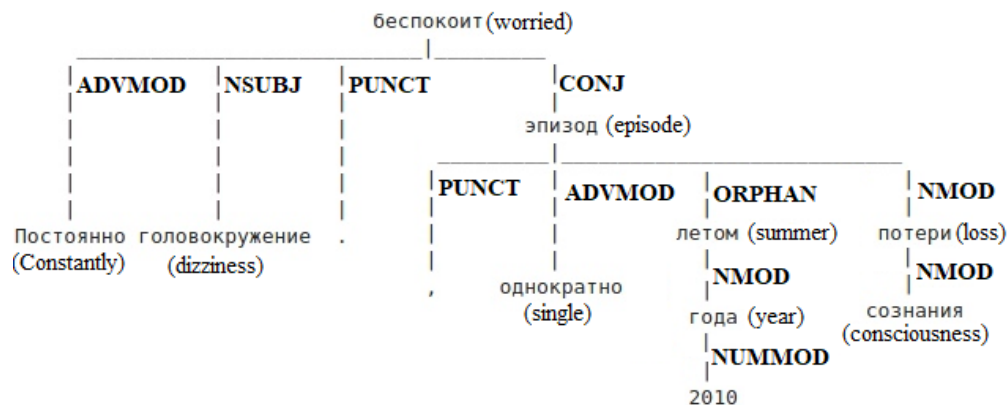 беспокоит (worried)
ADVMOD NSUBJ PUNCT CONJ
эпизод (episode)
PUNCT ADVMOD ORPHAN NMOD
Постоянно головокружение . летом (summer) потери (loss)
(Constantly) (dizziness) NMOD NMOD
, однократно года (year) сознания
(single) (consciousness)
NUMMOD
2010